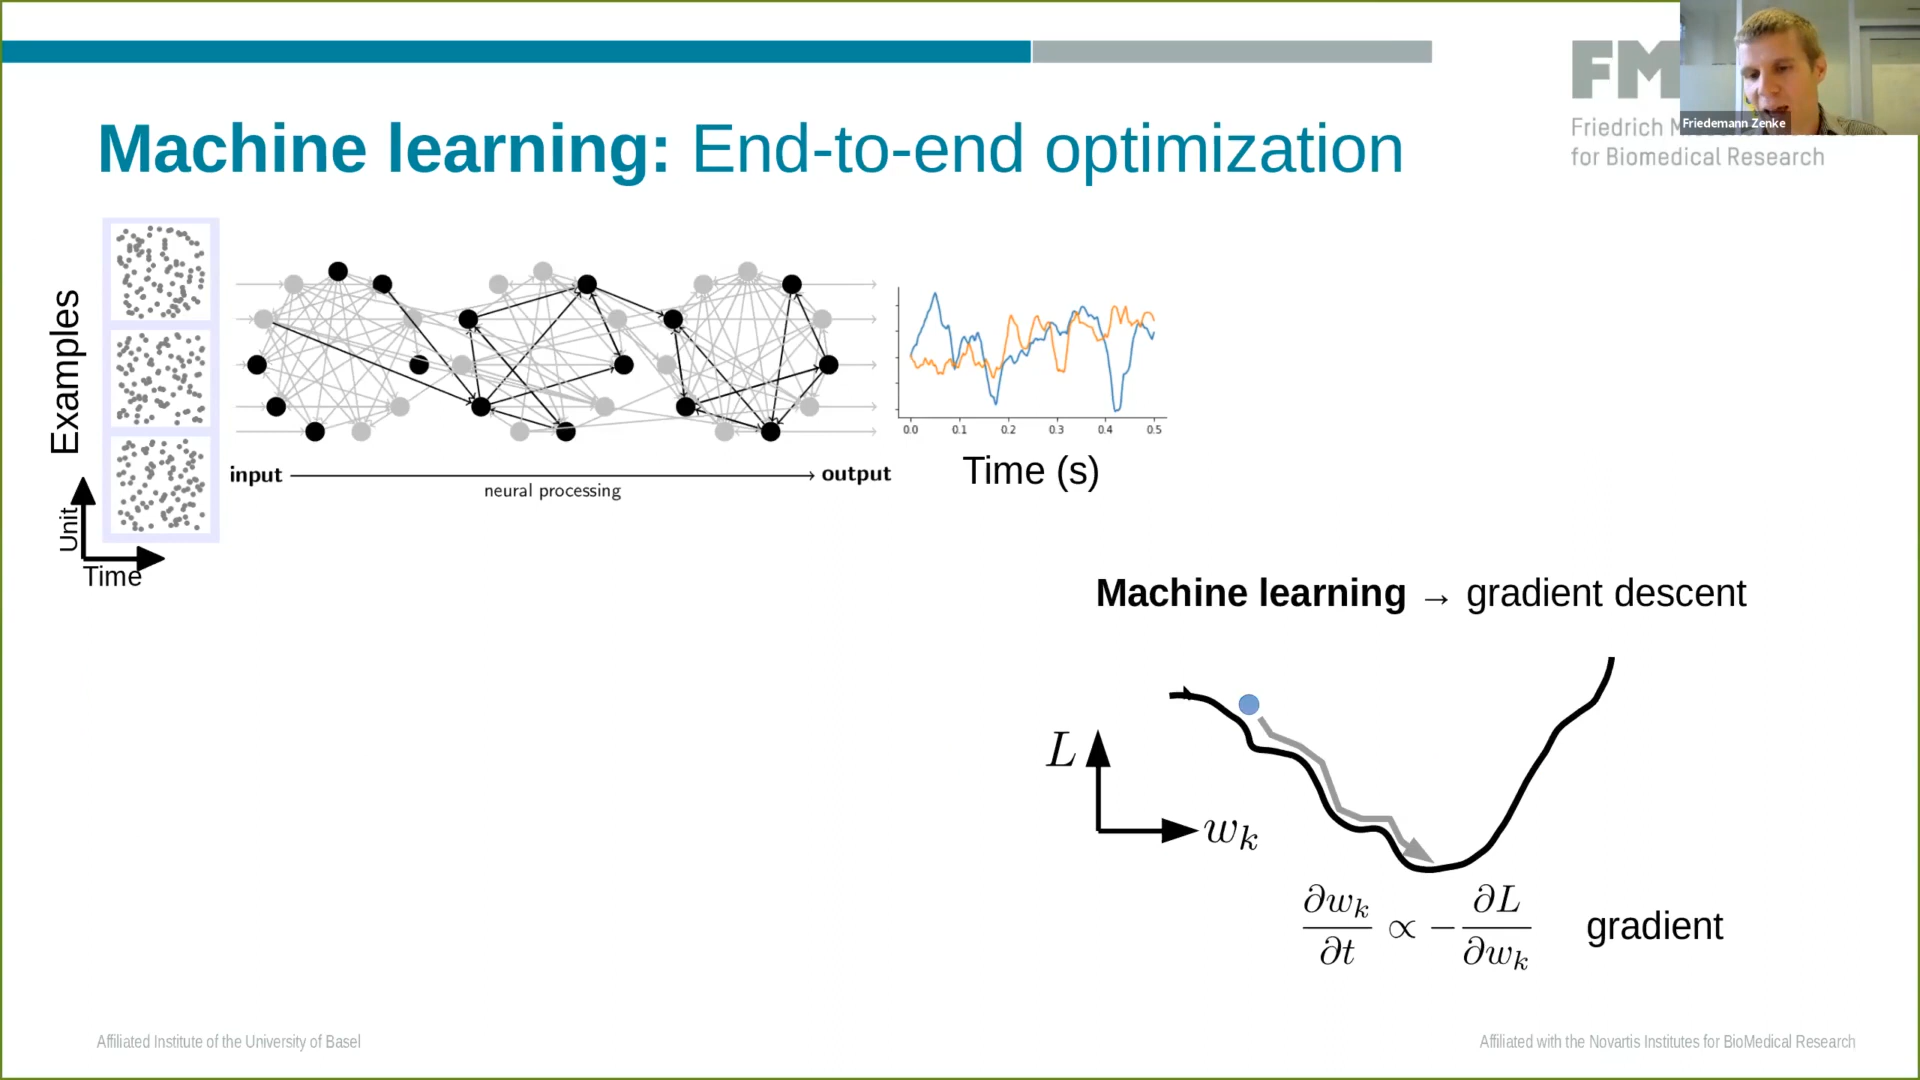 FM
Friedrich M
for Biomedical Research
Friedemann Zenke
Machine learning: End-to-end optimization
Examples
Unit
Time
input
neural processing
output
0.0 0.1 0.2 0.3 0.4 0.5
Time (s)
Machine learning → gradient descent
L
w_k
∂w_k/∂t ∝ −∂L/∂w_k
gradient
Affiliated Institute of the University of Basel
Affiliated with the Novartis Institutes for BioMedical Research